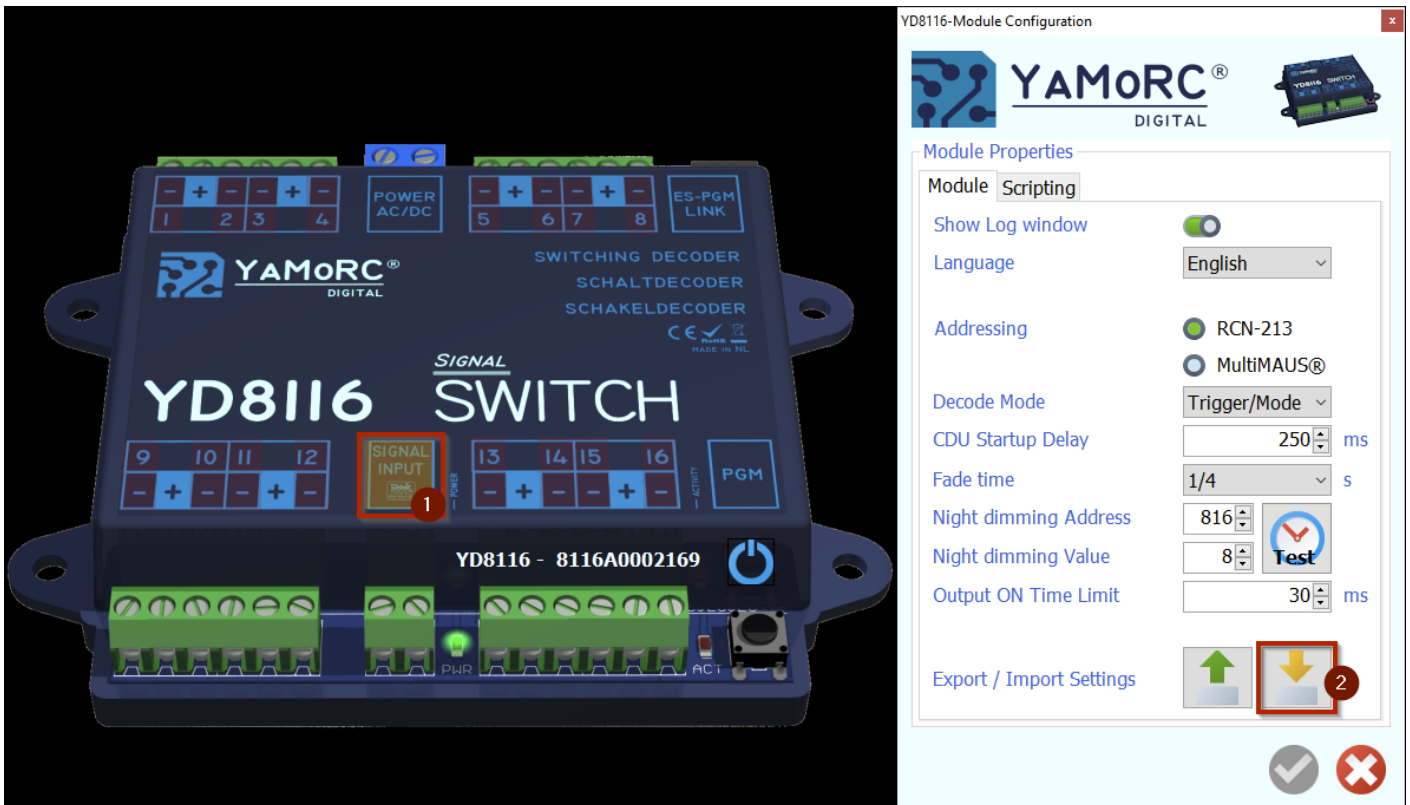 - + - - + -
1 2 3 4
POWER
AC/DC
- + - - + -
5 6 7 8
ES-PGM
LINK
YAMORC®
DIGITAL
SWITCHING DECODER
SCHALTDECODER
SCHAKELDECODER
CE RoHS
MADE IN NL
YD8116
SIGNAL
SWITCH
9 10 11 12
- + - - + -
SIGNAL
INPUT
1
POWER
13 14 15 16
- + - - + -
ACTIVITY
PGM
YD8116 - 8116A0002169
PWR
ACT
YD8116-Module Configuration
x
YAMORC®
DIGITAL
YD8116 SWITCH
Module Properties
Module Scripting
Show Log window
Language English
Addressing RCN-213
MultiMAUS®
Decode Mode Trigger/Mode
CDU Startup Delay 250 ms
Fade time 1/4 s
Night dimming Address 816
Night dimming Value 8 Test
Output ON Time Limit 30 ms
Export / Import Settings 2